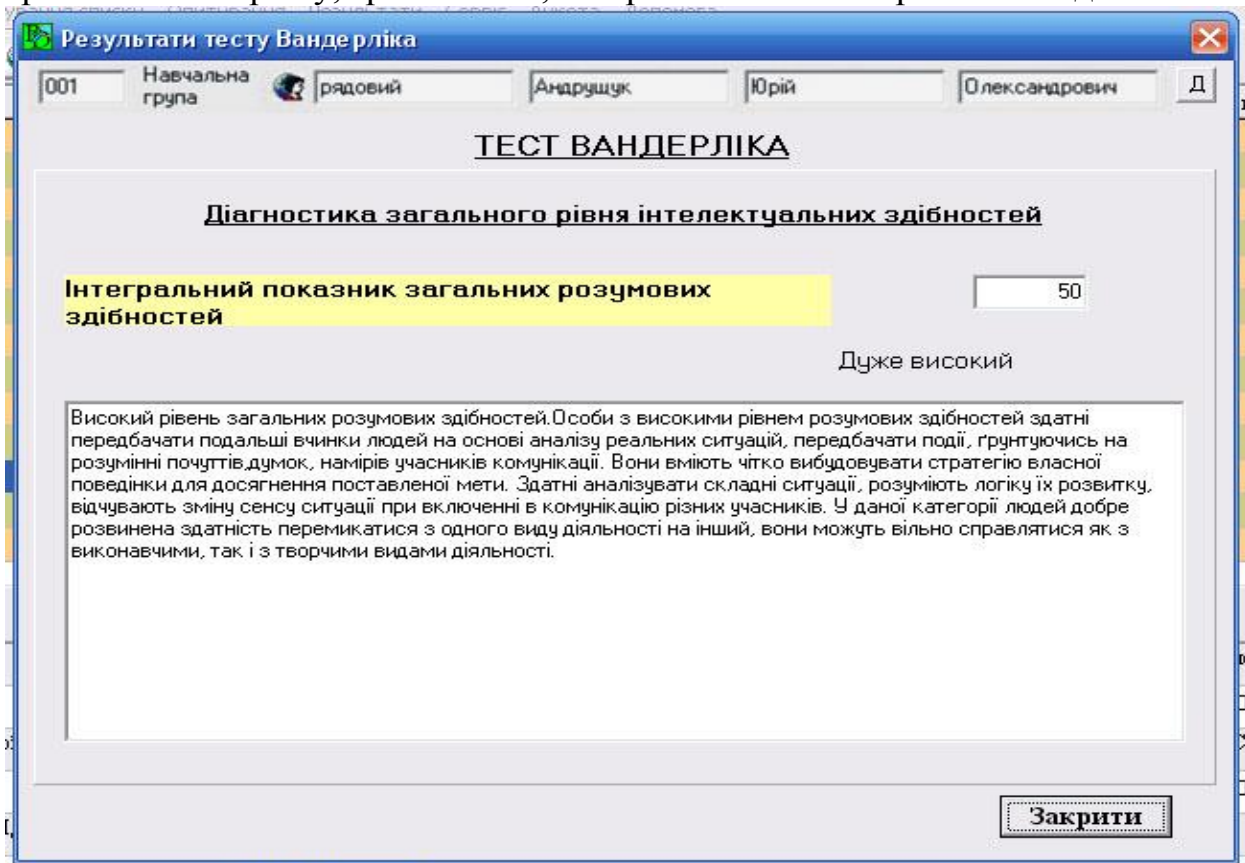 Результати тесту Вандерліка
001 Навчальна група рядовий Андрущук Юрій Олександрович Д
ТЕСТ ВАНДЕРЛІКА
Діагностика загального рівня інтелектуальних здібностей
Інтегральний показник загальних розумових
здібностей
50
Дуже високий
Високий рівень загальних розумових здібностей.Особи з високими рівнем розумових здібностей здатні
передбачати подальші вчинки людей на основі аналізу реальних ситуацій, передбачати події, ґрунтуючись на
розумінні почуттів,думок, намірів учасників комунікації. Вони вміють чітко вибудовувати стратегію власної
поведінки для досягнення поставленої мети. Здатні аналізувати складні ситуації, розуміють логіку їх розвитку,
відчувають зміну сенсу ситуації при включенні в комунікацію різних учасників. У даної категорії людей добре
розвинена здатність перемикатися з одного виду діяльності на інший, вони можуть вільно справлятися як з
виконавчими, так і з творчими видами діяльності.
Закрити